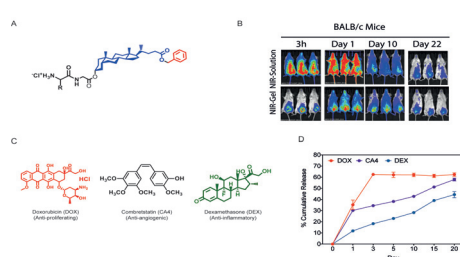 A
⁻Cl⁺H₃N
O
N
H
R
O
O
O
O
B
BALB/c Mice
3h
Day 1
Day 10
Day 22
NIR-Gel NIR-Solution
C
HCl
Doxorubicin (DOX)
(Anti-proliferating)
Combretstatin (CA4)
(Anti-angiogenic)
Dexamethasone (DEX)
(Anti-inflammatory)
D
DOX
CA4
DEX
% Cumulative Release
80
70
60
50
40
30
20
10
0
0 1 3 5 10 15 20